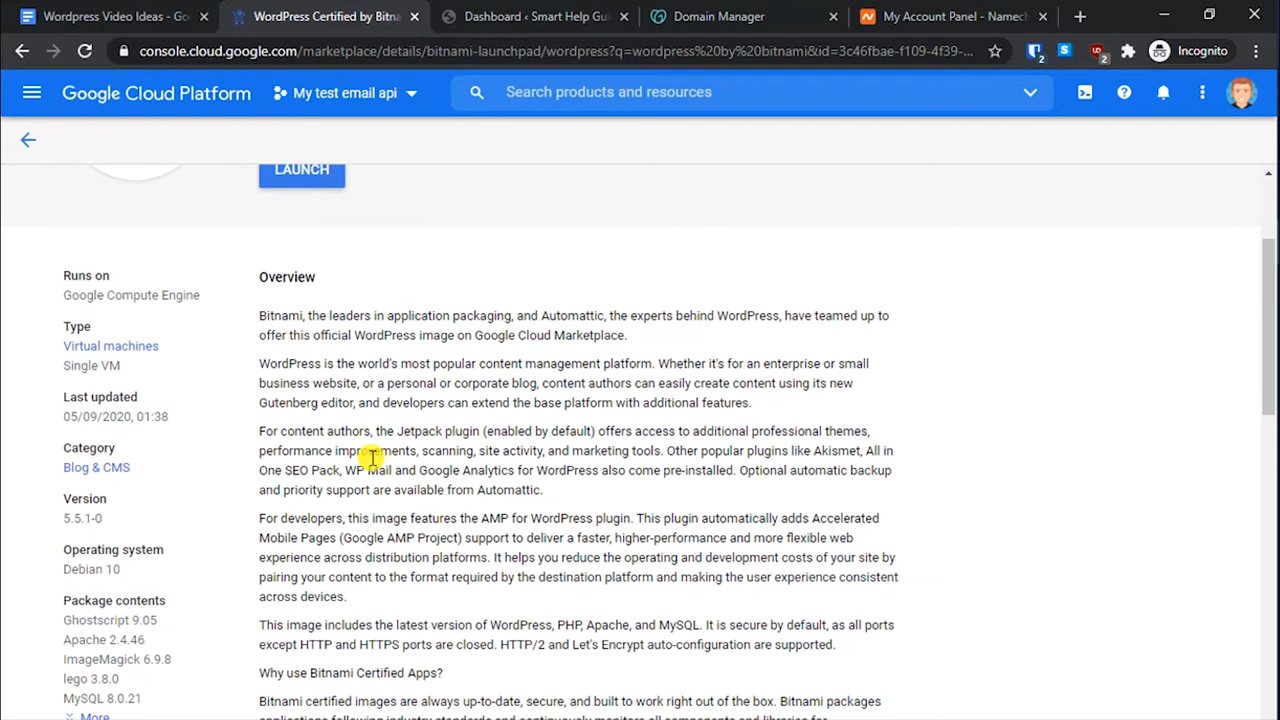 Wordpress Video Ideas - Go
WordPress Certified by Bitna
Dashboard ‹ Smart Help Gui
Domain Manager
My Account Panel - Namech
console.cloud.google.com/marketplace/details/bitnami-launchpad/wordpress?q=wordpress%20by%20bitnami&id=3c46fbae-f109-4f39-...
2
S
2
Incognito
Google Cloud Platform
My test email api
Search products and resources
LAUNCH
Runs on
Google Compute Engine
Type
Virtual machines
Single VM
Last updated
05/09/2020, 01:38
Category
Blog & CMS
Version
5.5.1-0
Operating system
Debian 10
Package contents
Ghostscript 9.05
Apache 2.4.46
ImageMagick 6.9.8
lego 3.8.0
MySQL 8.0.21
More
Overview
Bitnami, the leaders in application packaging, and Automattic, the experts behind WordPress, have teamed up to
offer this official WordPress image on Google Cloud Marketplace.
WordPress is the world's most popular content management platform. Whether it's for an enterprise or small
business website, or a personal or corporate blog, content authors can easily create content using its new
Gutenberg editor, and developers can extend the base platform with additional features.
For content authors, the Jetpack plugin (enabled by default) offers access to additional professional themes,
performance improvements, scanning, site activity, and marketing tools. Other popular plugins like Akismet, All in
One SEO Pack, WP Mail and Google Analytics for WordPress also come pre-installed. Optional automatic backup
and priority support are available from Automattic.
For developers, this image features the AMP for WordPress plugin. This plugin automatically adds Accelerated
Mobile Pages (Google AMP Project) support to deliver a faster, higher-performance and more flexible web
experience across distribution platforms. It helps you reduce the operating and development costs of your site by
pairing your content to the format required by the destination platform and making the user experience consistent
across devices.
This image includes the latest version of WordPress, PHP, Apache, and MySQL. It is secure by default, as all ports
except HTTP and HTTPS ports are closed. HTTP/2 and Let's Encrypt auto-configuration are supported.
Why use Bitnami Certified Apps?
Bitnami certified images are always up-to-date, secure, and built to work right out of the box. Bitnami packages
applications following industry standards and continuously monitors all components and libraries for